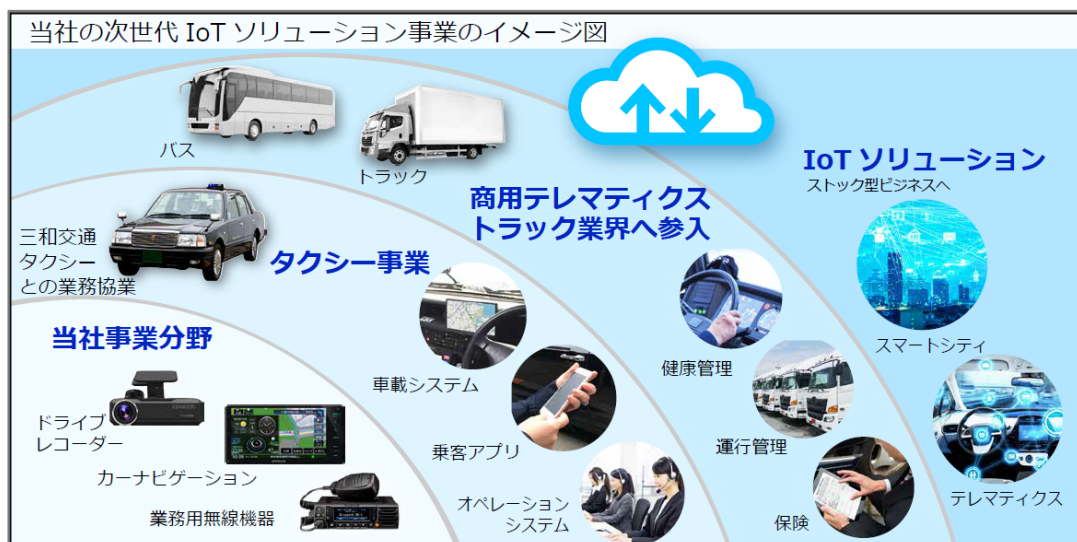 当社の次世代 IoT ソリューション事業のイメージ図
バス
トラック
IoT ソリューション
ストック型ビジネスへ
商用テレマティクス
トラック業界へ参入
三和交通
タクシー
との業務協業
タクシー事業
当社事業分野
スマートシティ
車載システム
健康管理
ドライブ
レコーダー
乗客アプリ
運行管理
カーナビゲーション
テレマティクス
オペレーション
システム
業務用無線機器
保険